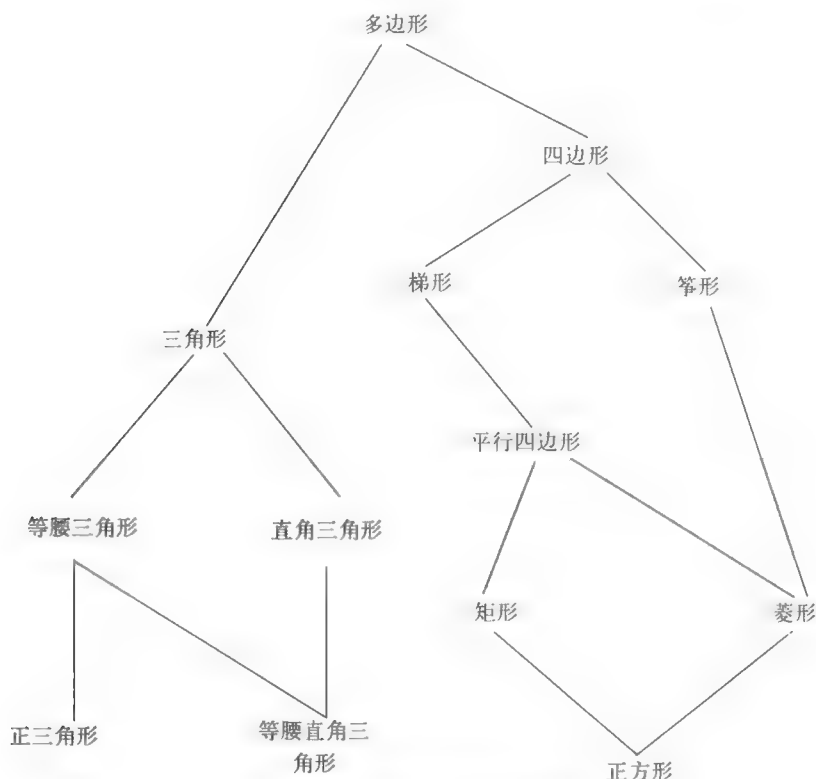 多边形
四边形
梯形
筝形
三角形
平行四边形
等腰三角形
直角三角形
矩形
菱形
正三角形
等腰直角三
角形
正方形